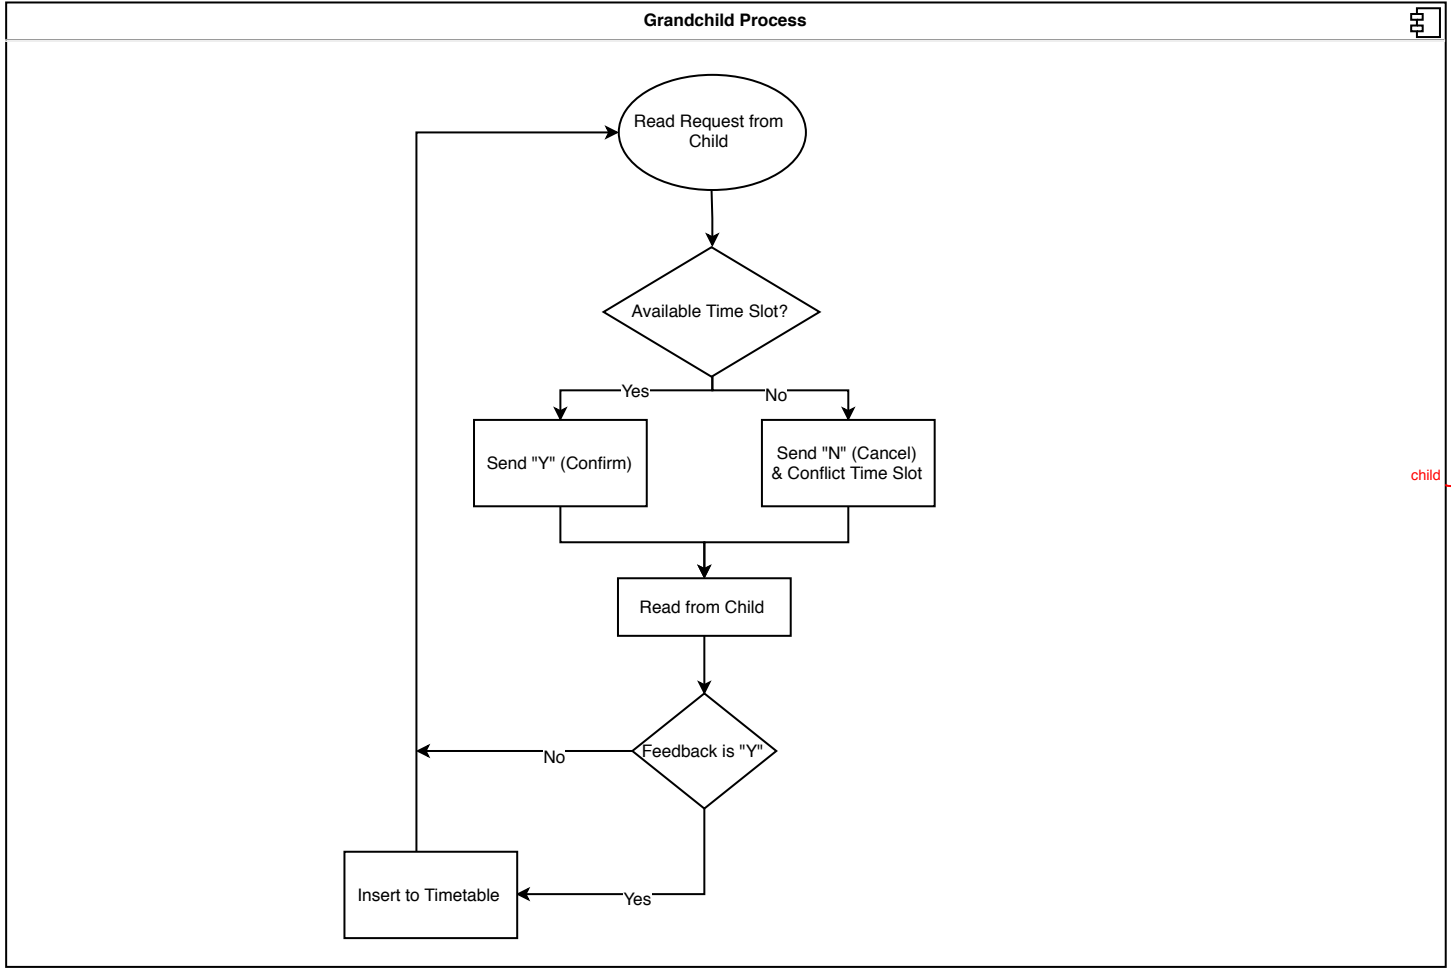 Grandchild Process
Read Request from
Child
Available Time Slot?
Yes
No
Send "Y" (Confirm)
Send "N" (Cancel)
& Conflict Time Slot
child
Read from Child
Feedback is "Y"
No
Insert to Timetable
Yes